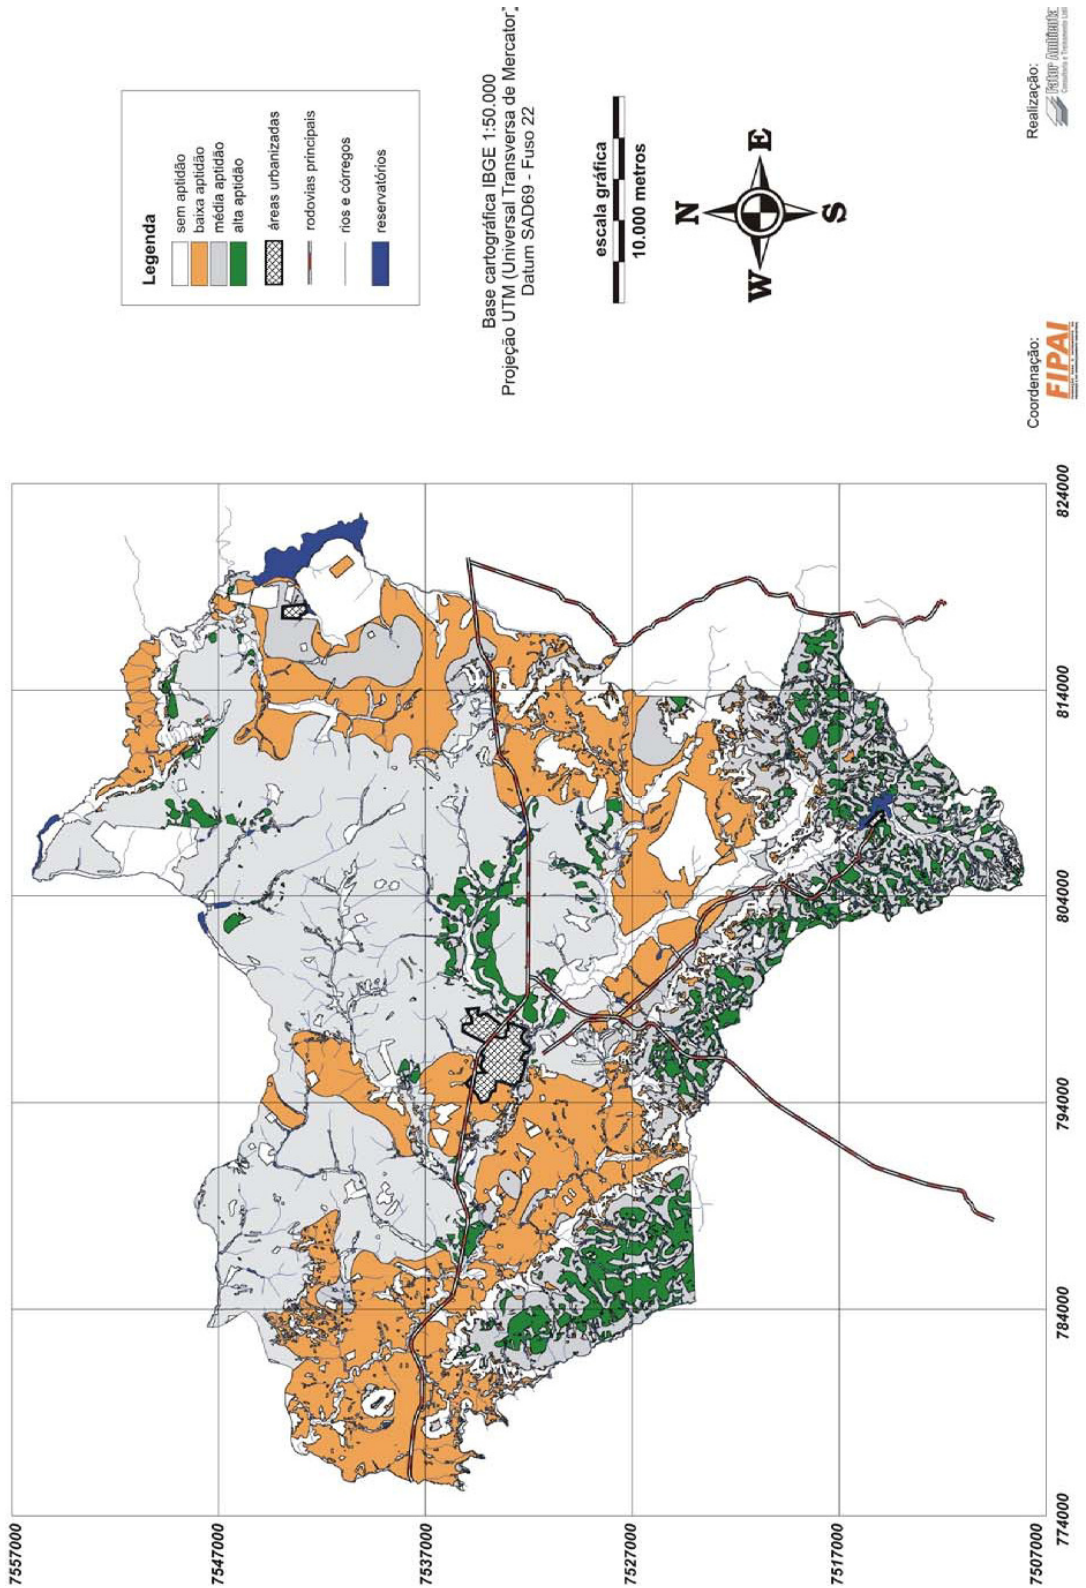 Legenda
sem aptidão
baixa aptidão
média aptidão
alta aptidão
áreas urbanizadas
rodovias principais
rios e córregos
reservatórios
Base cartográfica IBGE 1:50.000
Projeção UTM (Universal Transversa de Mercator)
Datum SAD69 - Fuso 22
escala gráfica
10.000 metros
N
W E
S
Coordenação:
FIPAI
Realização:
Fator Ambiental
7557000
7547000
7537000
7527000
7517000
7507000
774000
784000
794000
804000
814000
824000